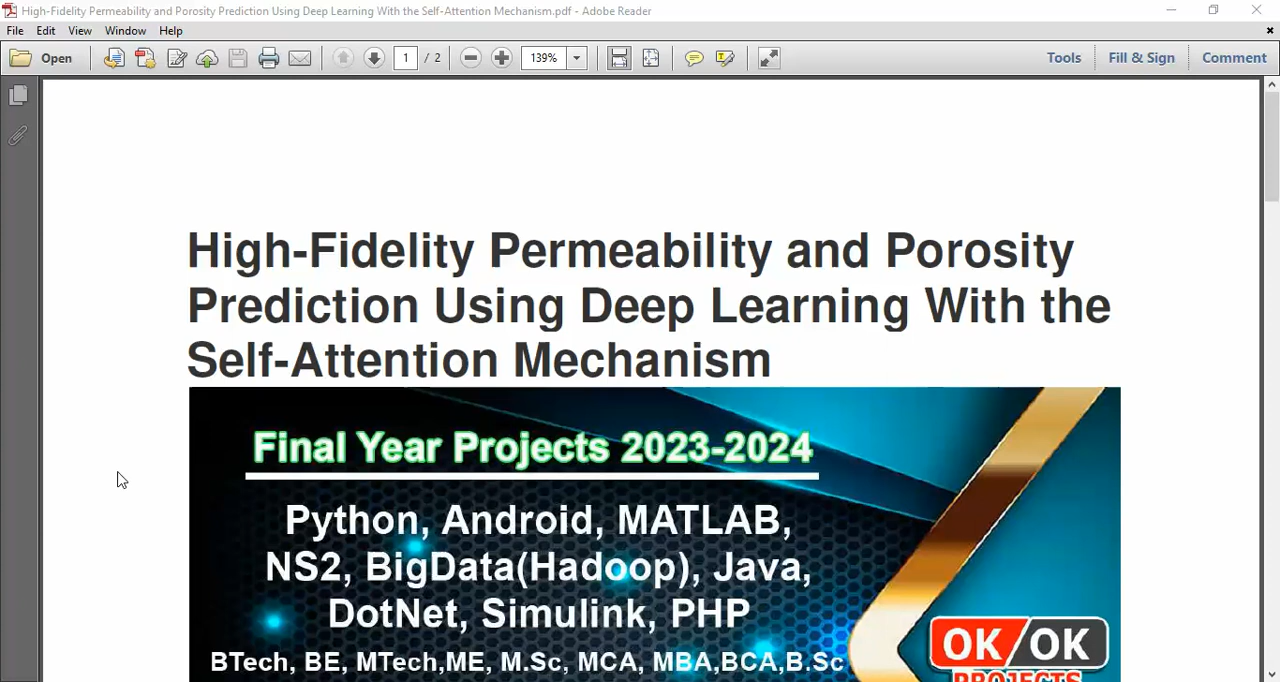 High-Fidelity Permeability and Porosity Prediction Using Deep Learning With the Self-Attention Mechanism.pdf - Adobe Reader
File Edit View Window Help
Open 1 / 2 139% Tools Fill & Sign Comment
High-Fidelity Permeability and Porosity
Prediction Using Deep Learning With the
Self-Attention Mechanism
Final Year Projects 2023-2024
Python, Android, MATLAB,
NS2, BigData(Hadoop), Java,
DotNet, Simulink, PHP
BTech, BE, MTech,ME, M.Sc, MCA, MBA,BCA,B.Sc
OK/OK
PROJECTS